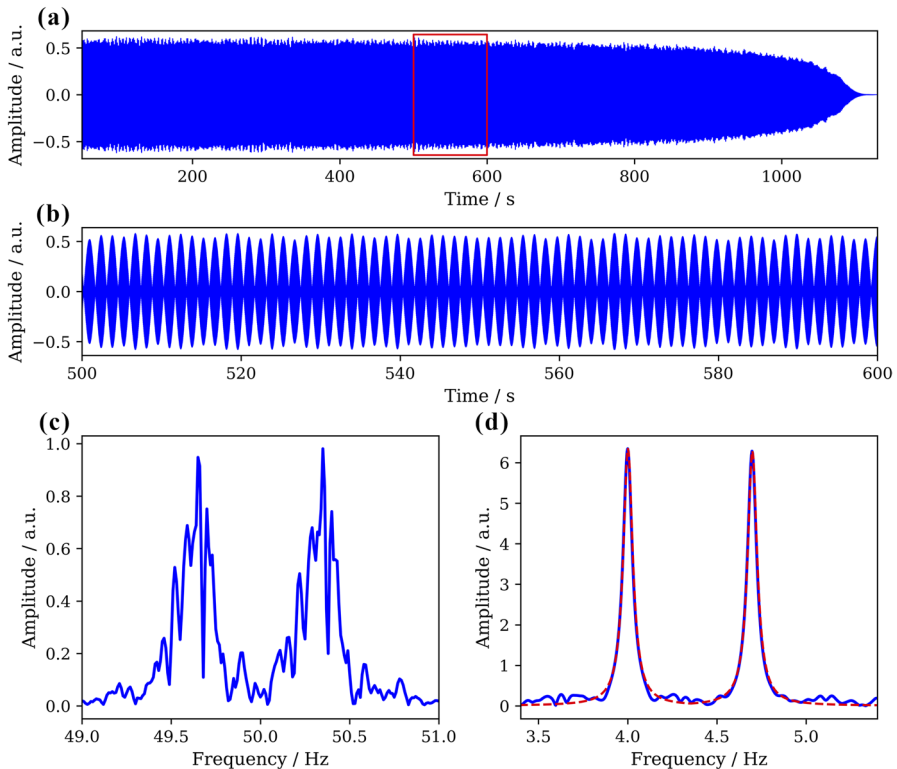 (a)
Amplitude / a.u.
0.5
0.0
−0.5
200 400 600 800 1000
Time / s
(b)
Amplitude / a.u.
0.5
0.0
−0.5
500 520 540 560 580 600
Time / s
(c)
Amplitude / a.u.
1.0
0.8
0.6
0.4
0.2
0.0
49.0 49.5 50.0 50.5 51.0
Frequency / Hz
(d)
Amplitude / a.u.
6
5
4
3
2
1
0
3.5 4.0 4.5 5.0
Frequency / Hz